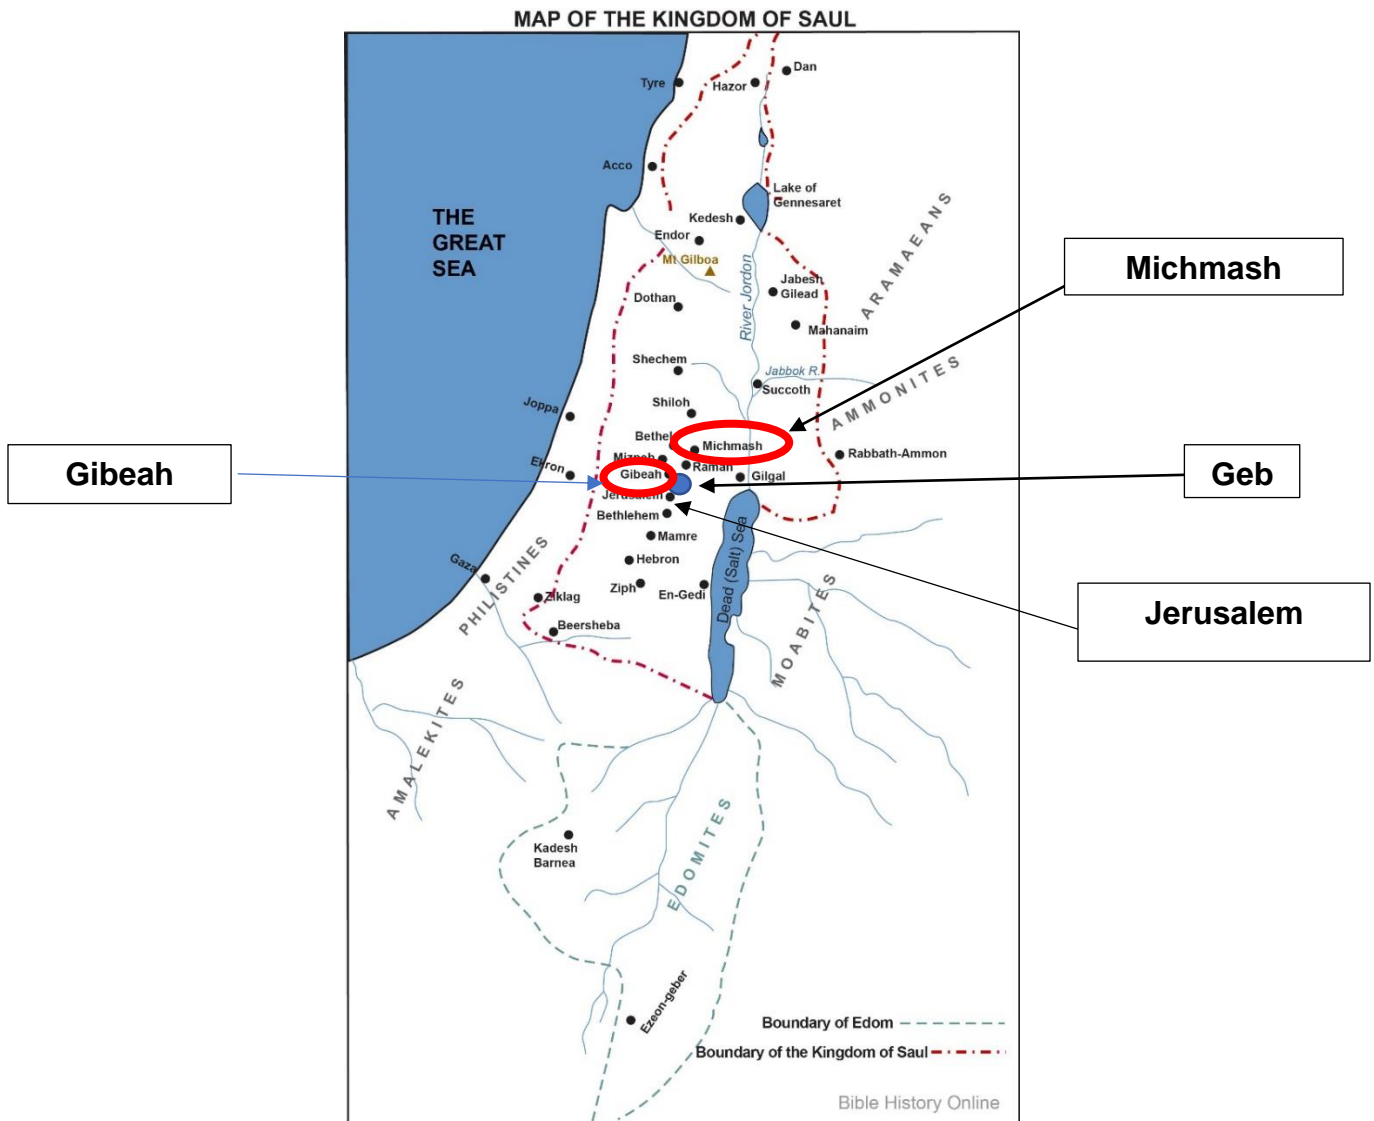 MAP OF THE KINGDOM OF SAUL
Dan
Tyre
Hazor
Acco
Lake of
Gennesaret
THE
GREAT
SEA
Kedesh
Endor
Mt Gilboa
ARAMAEANS
River Jordon
Jabesh
Gilead
Michmash
Dothan
Mahanaim
Shechem
Jabbok R.
Succoth
AMMONITES
Shiloh
Joppa
Bethel
Michmash
Mizpah
Ramah
Rabbath-Ammon
Ekron
Gibeah
Gilgal
Gibeah
Geb
Jerusalem
Bethlehem
Dead (Salt) Sea
Mamre
Hebron
Gaza
PHILISTINES
Ziph
En-Gedi
Ziklag
Jerusalem
Beersheba
MOABITES
AMALEKITES
EDOMITES
Kadesh
Barnea
Ezeon-geber
Boundary of Edom
Boundary of the Kingdom of Saul
Bible History Online